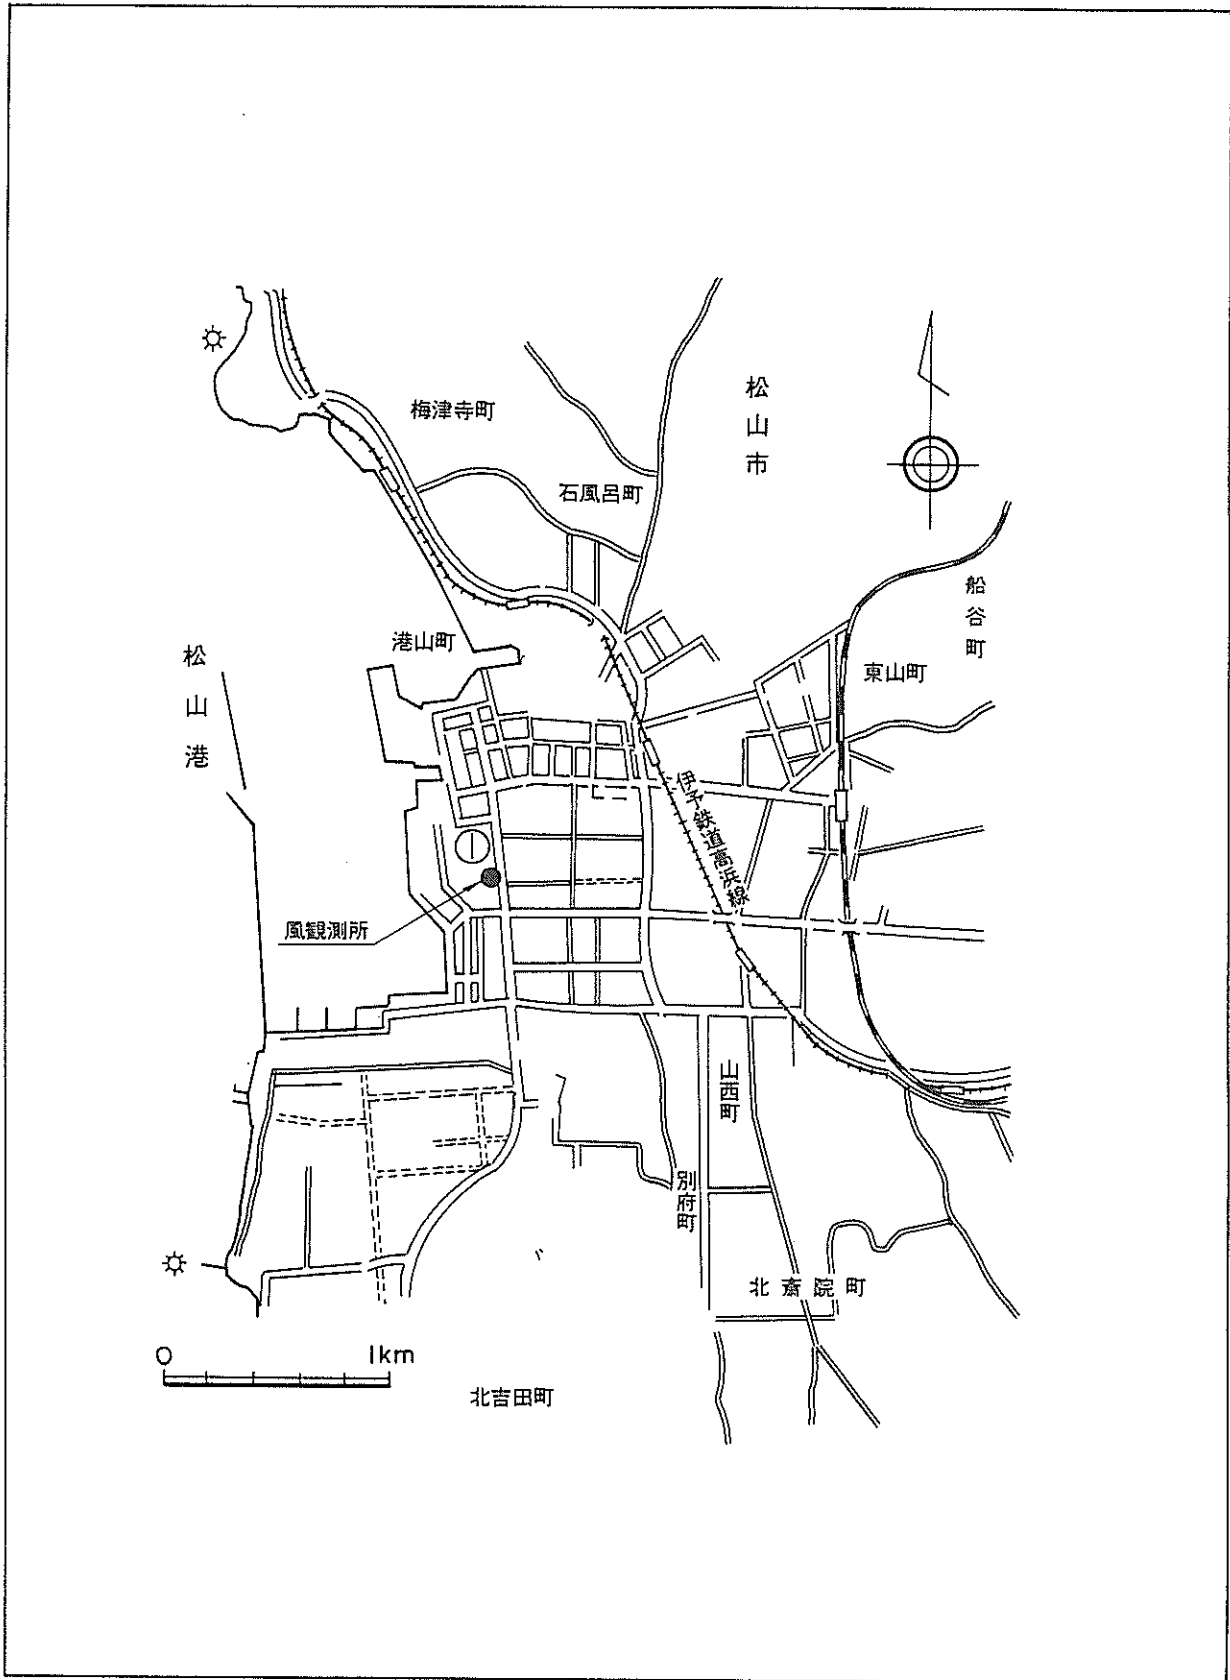 梅津寺町
松山市
石風呂町
船谷町
港山町
松山港
東山町
伊予鉄道高浜線
風観測所
山西町
別府町
北斎院町
0 1km
北吉田町